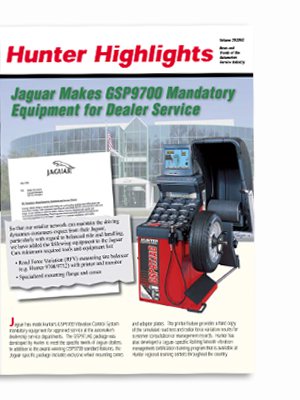 Hunter Highlights
News and
Trends of the
Automotive
Service Industry
Jaguar Makes GSP9700 Mandatory
Equipment for Dealer Service
JAGUAR
So that our retailer network can maintain the driving
dynamics customers expect from their Jaguar,
particularly with regard to balanced ride and handling,
we have added the following equipment to the Jaguar
Cars minimum required tools and equipment list:
• Road Force Variation (RFV) measuring tire balancer
(e.g. Hunter 9700/9712) with printer and monitor
• Specialized mounting flange and cones
HUNTER
GSP9700
Jaguar has made Hunter's GSP9700 Vibration Control System
mandatory equipment for approved service at the automaker's
dealership service departments. The GSP97JAG package was
developed by Hunter to meet the specific needs of Jaguar dealers.
In addition to the award-winning GSP9700 standard features, the
Jaguar specific package includes exclusive wheel mounting cones
and adaptor plates. The printer feature provides a hard copy
of the simulated road test and radial force variation results for
customer consultation or management records. Hunter has
also developed a Jaguar-specific training
management certification training program that is available at
Hunter regional training centers throughout the country.